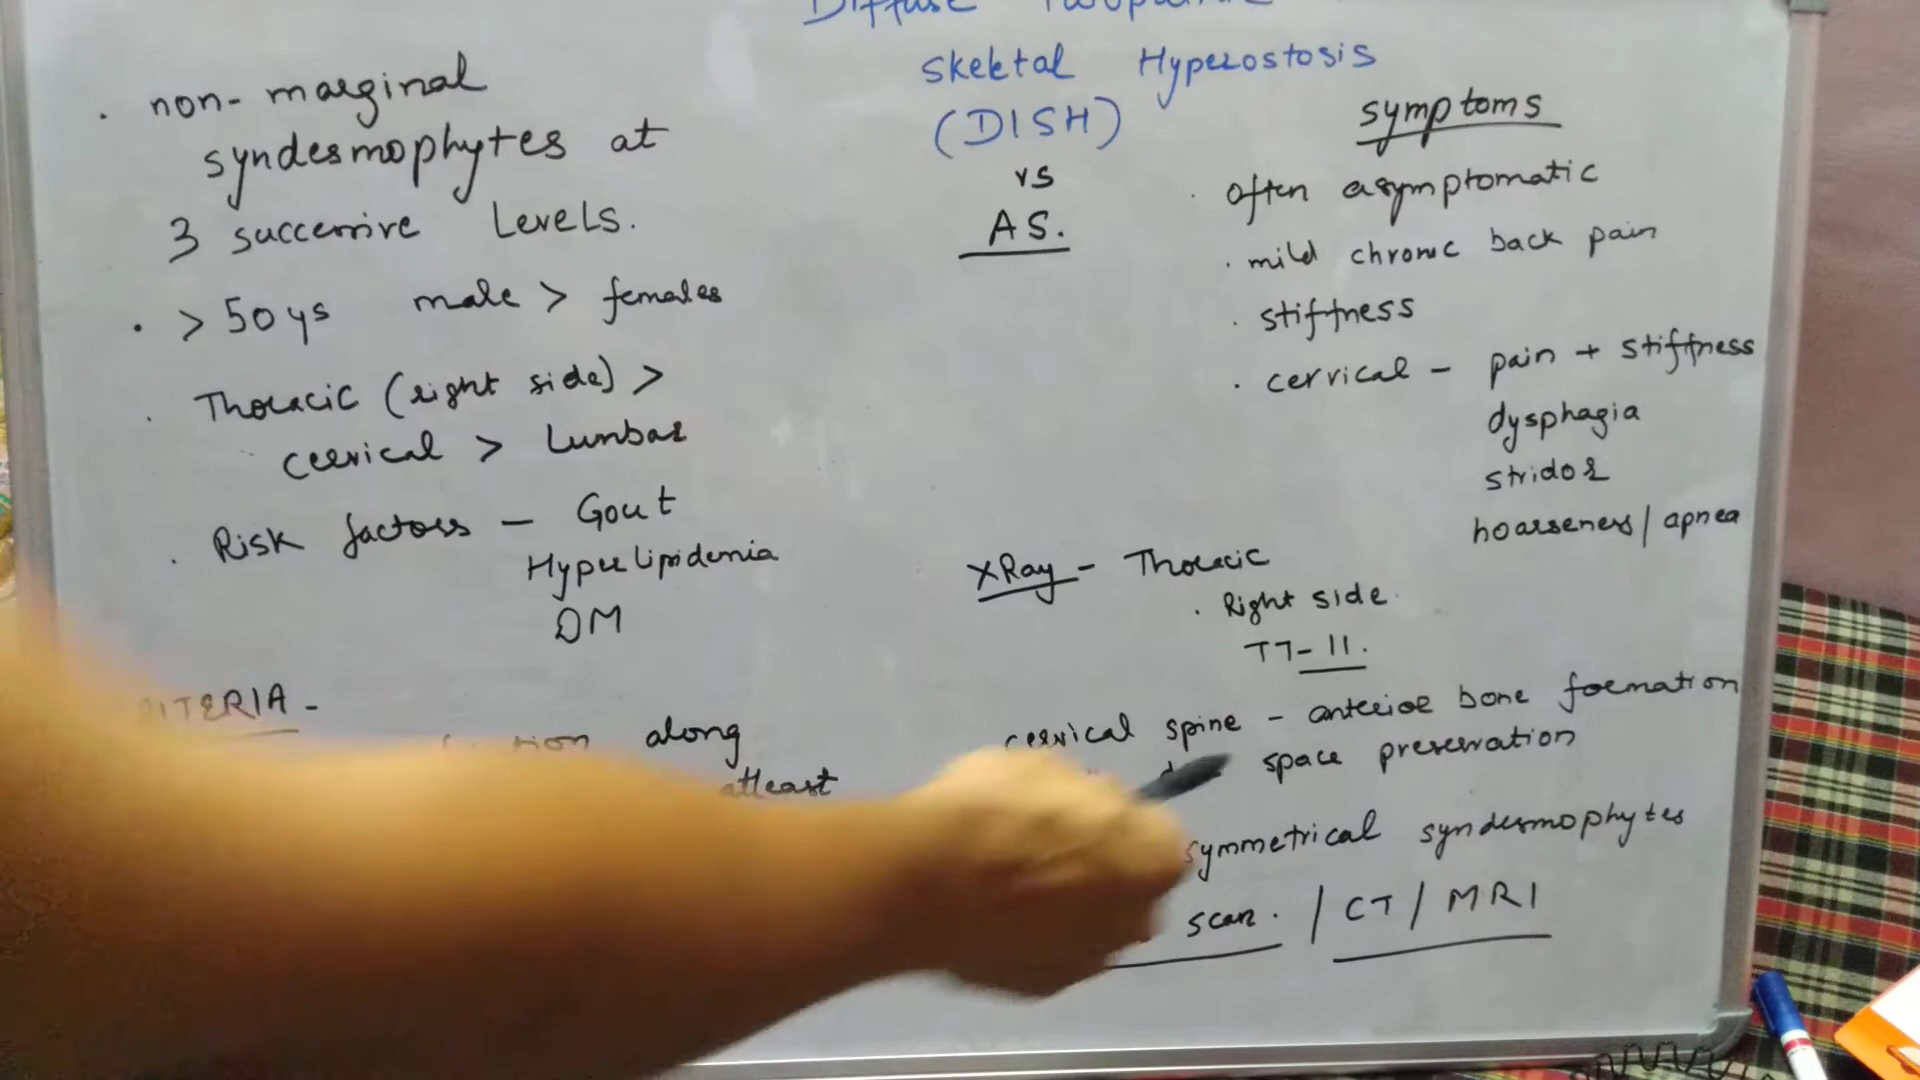 Diffuse
Skeletal Hyperostosis
(DISH)
vs
AS.
. non-marginal
syndesmophytes at
3 successive Levels.
. > 50 ys male > females
. Thoracic (right side) >
cervical > Lumbar
. Risk factors - Gout
Hyperlipidemia
DM
symptoms
. often asymptomatic
. mild chronic back pain
. stiffness
. cervical - pain + stiffness
dysphagia
stridor
hoarseness / apnea
XRay - Thoracic
. Right side
T7-11.
cervical spine - anterior bone formation
space preservation
symmetrical syndesmophytes
scan. / CT / MRI
along
atleast